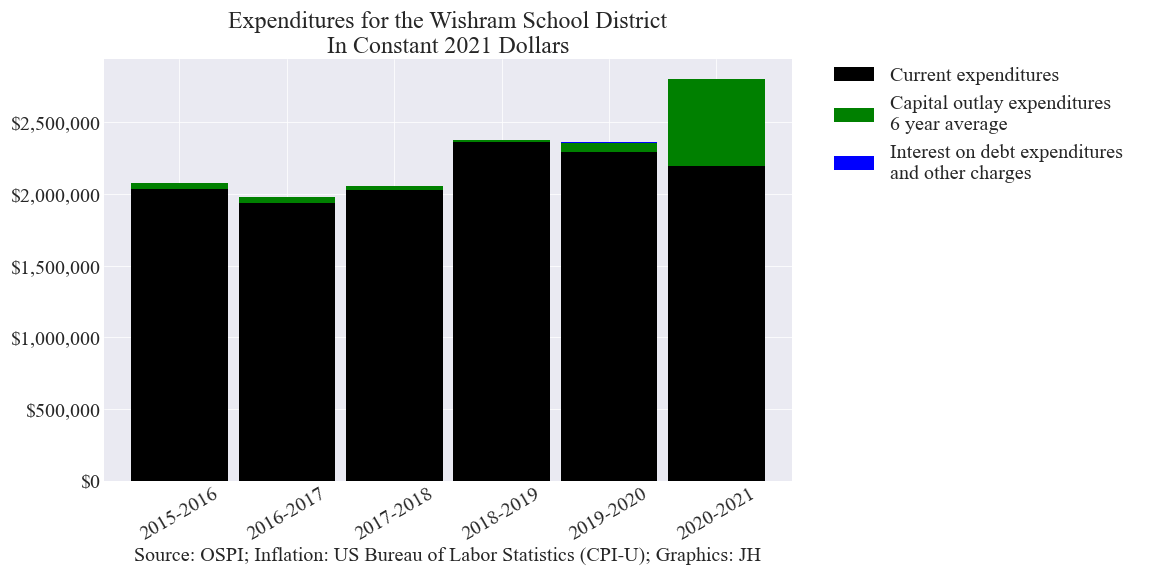 Expenditures for the Wishram School District
In Constant 2021 Dollars
Current expenditures
Capital outlay expenditures
6 year average
Interest on debt expenditures
and other charges
$2,500,000
$2,000,000
$1,500,000
$1,000,000
$500,000
$0
2015-2016
2016-2017
2017-2018
2018-2019
2019-2020
2020-2021
Source: OSPI; Inflation: US Bureau of Labor Statistics (CPI-U); Graphics: JH